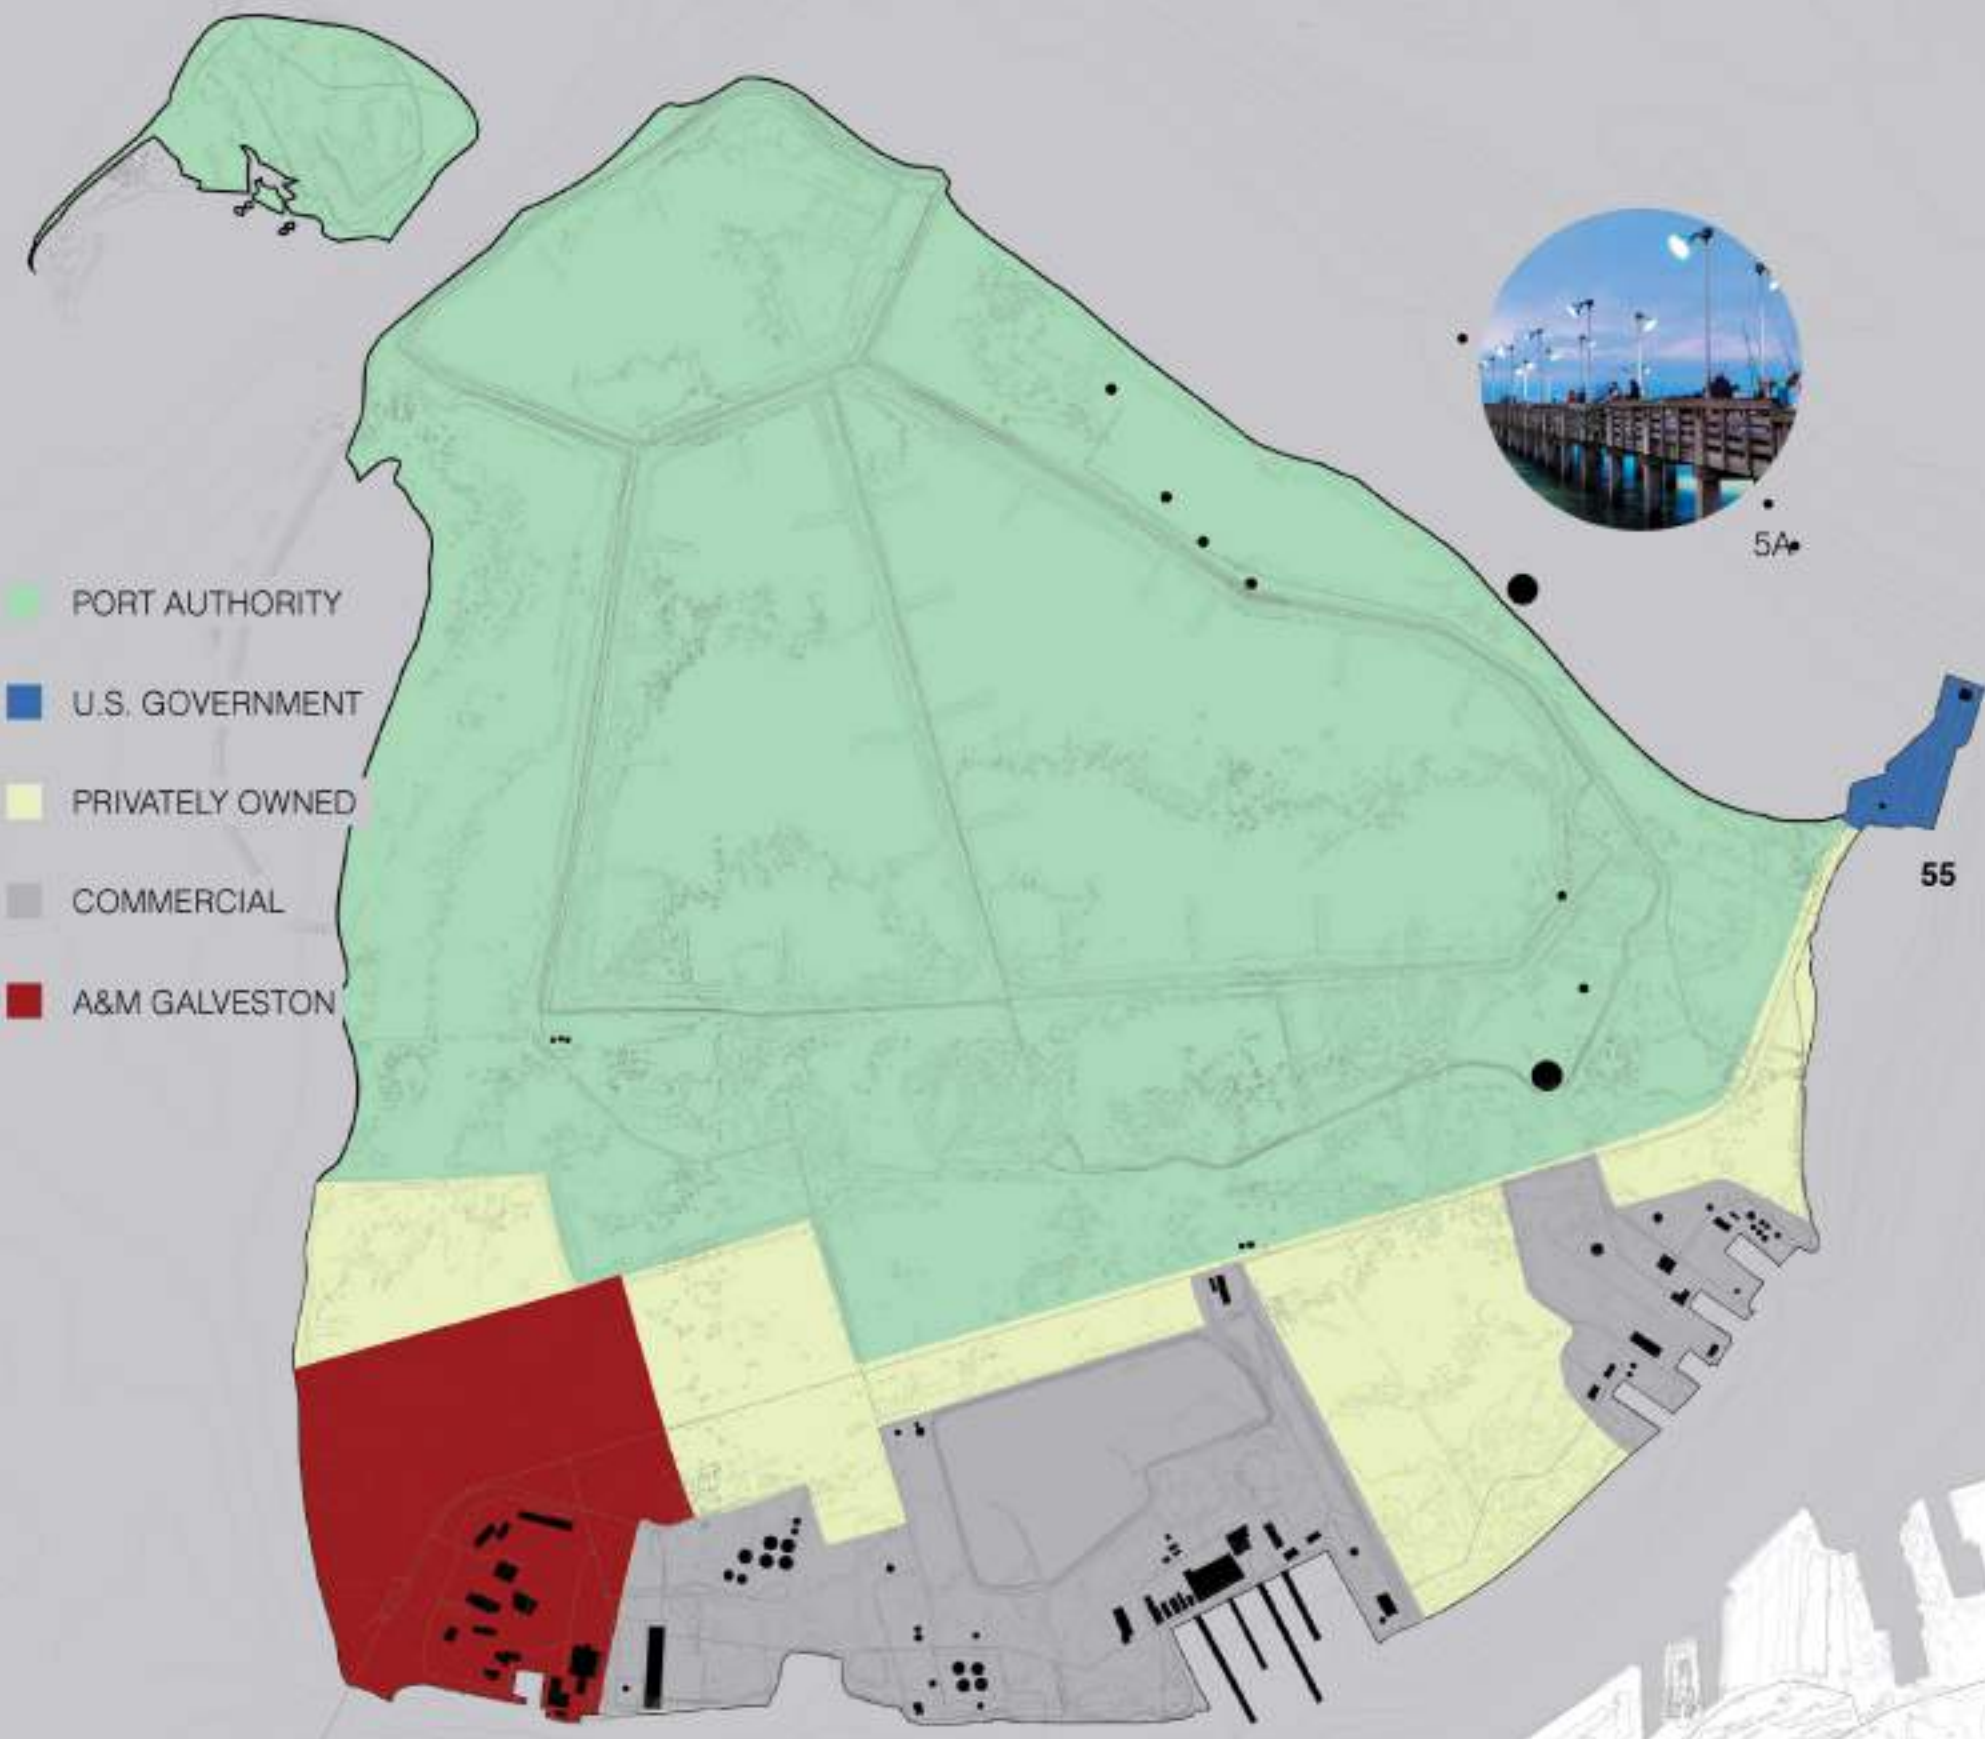 5A
PORT AUTHORITY
U.S. GOVERNMENT
PRIVATELY OWNED
55
COMMERCIAL
A&M GALVESTON